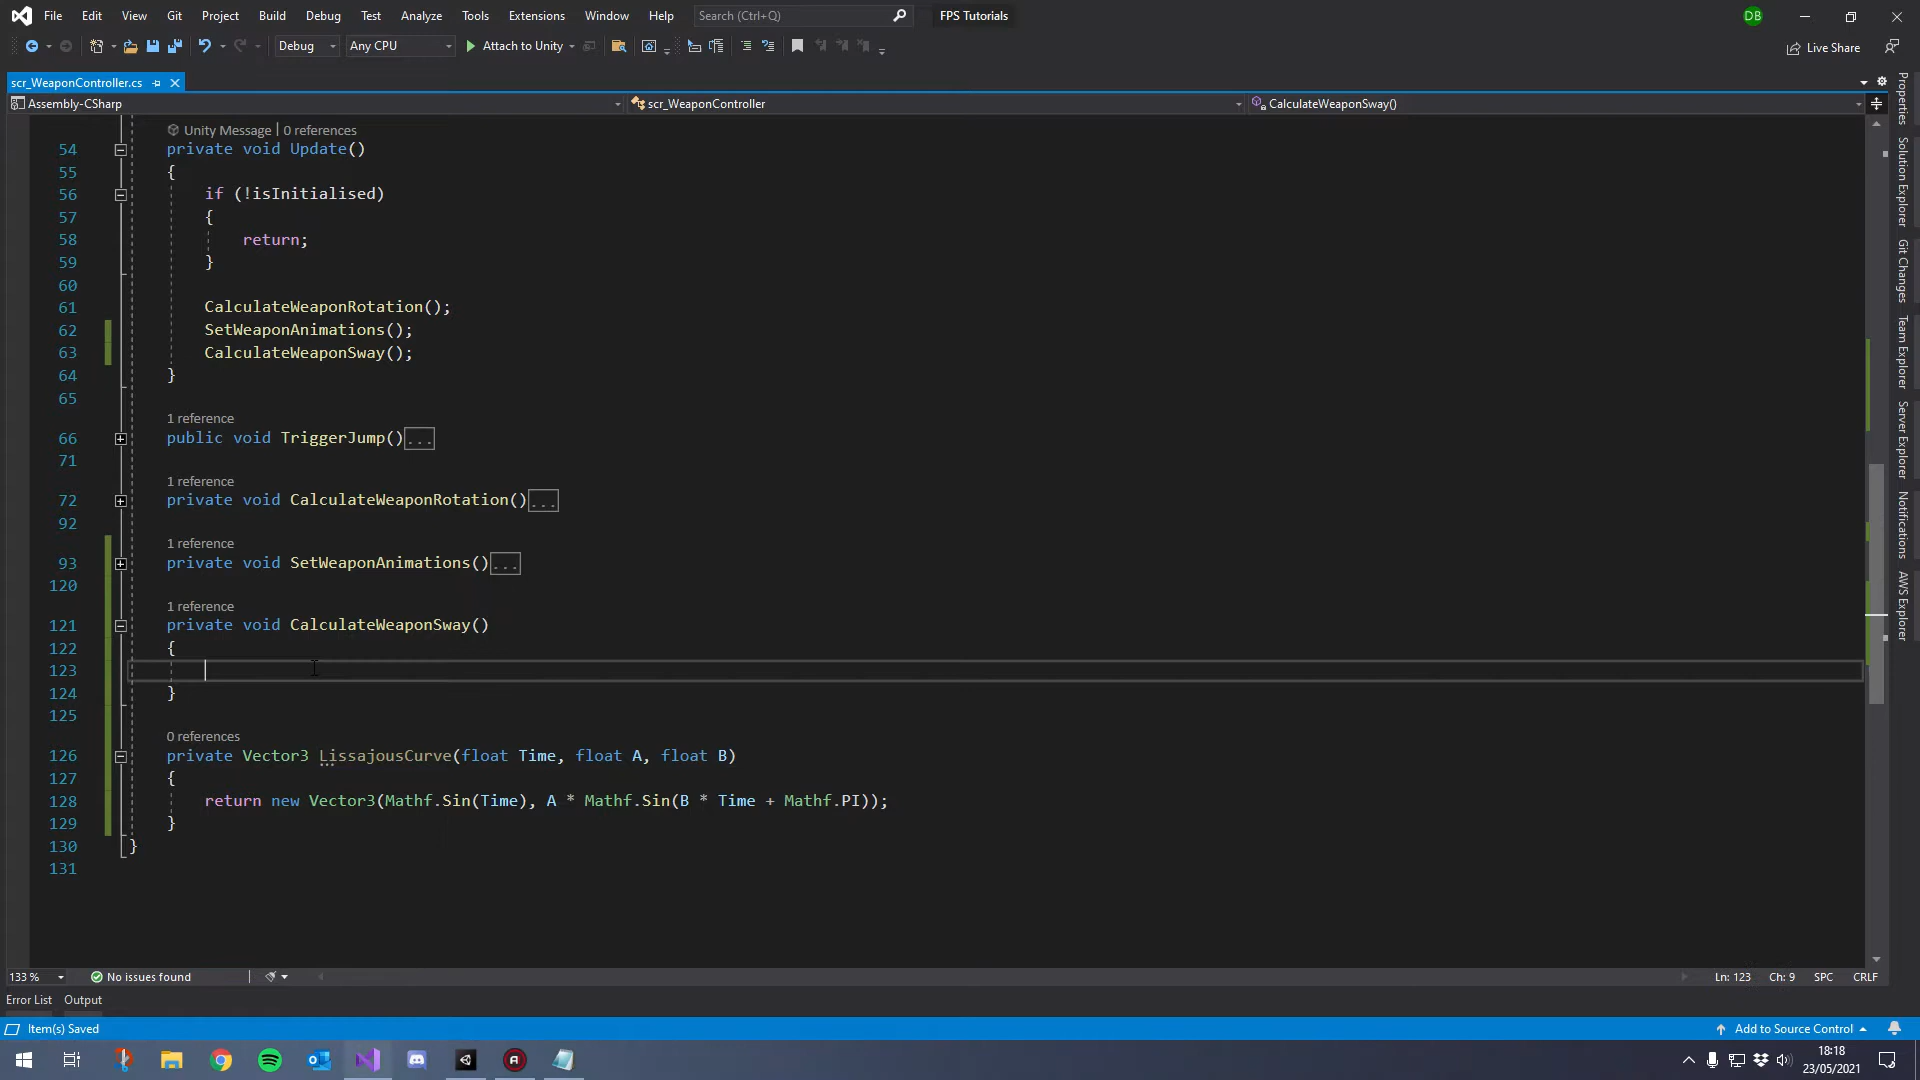 File Edit View Git Project Build Debug Test Analyze Tools Extensions Window Help Search (Ctrl+Q) FPS Tutorials DB
Debug Any CPU Attach to Unity Live Share
scr_WeaponController.cs
Assembly-CSharp scr_WeaponController CalculateWeaponSway()
Unity Message | 0 references
54 private void Update()
55 {
56 if (!isInitialised)
57 {
58 return;
59 }
60
61 CalculateWeaponRotation();
62 SetWeaponAnimations();
63 CalculateWeaponSway();
64 }
65
1 reference
66 public void TriggerJump()...
71
1 reference
72 private void CalculateWeaponRotation()...
92
1 reference
93 private void SetWeaponAnimations()...
120
1 reference
121 private void CalculateWeaponSway()
122 {
123
124 }
125
0 references
126 private Vector3 LissajousCurve(float Time, float A, float B)
127 {
128 return new Vector3(Mathf.Sin(Time), A * Mathf.Sin(B * Time + Mathf.PI));
129 }
130 }
131
Properties
Solution Explorer
Git Changes
Team Explorer
Server Explorer
Notifications
AWS Explorer
133 % No issues found Ln: 123 Ch: 9 SPC CRLF
Error List Output
Item(s) Saved Add to Source Control
18:18
23/05/2021